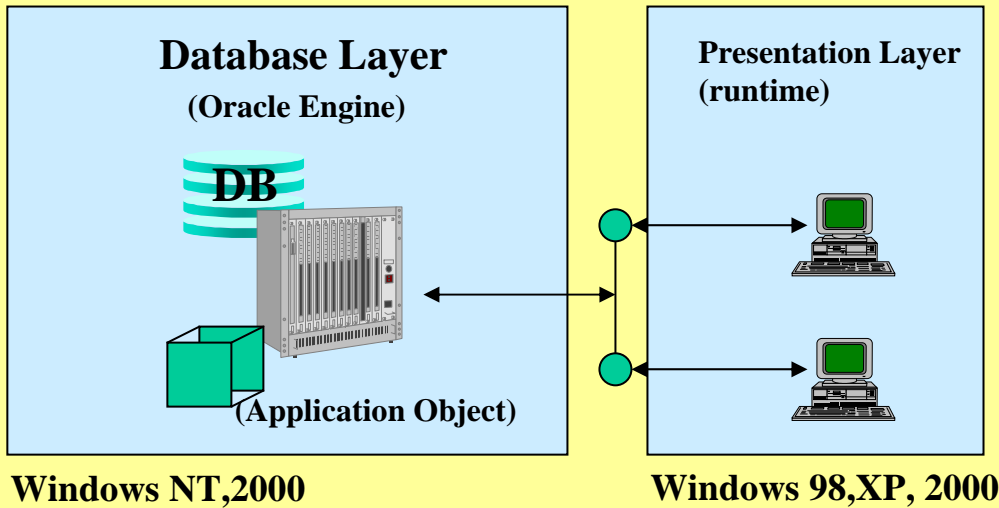 Database Layer
(Oracle Engine)
DB
(Application Object)
Windows NT,2000
Presentation Layer
(runtime)
Windows 98,XP, 2000